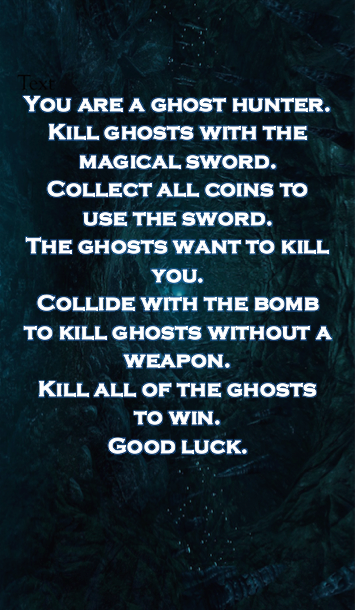 Text
You are a ghost hunter.
Kill ghosts with the
magical sword.
Collect all coins to
use the sword.
The ghosts want to kill
you.
Collide with the bomb
to kill ghosts without a
weapon.
Kill all of the ghosts
to win.
Good luck.